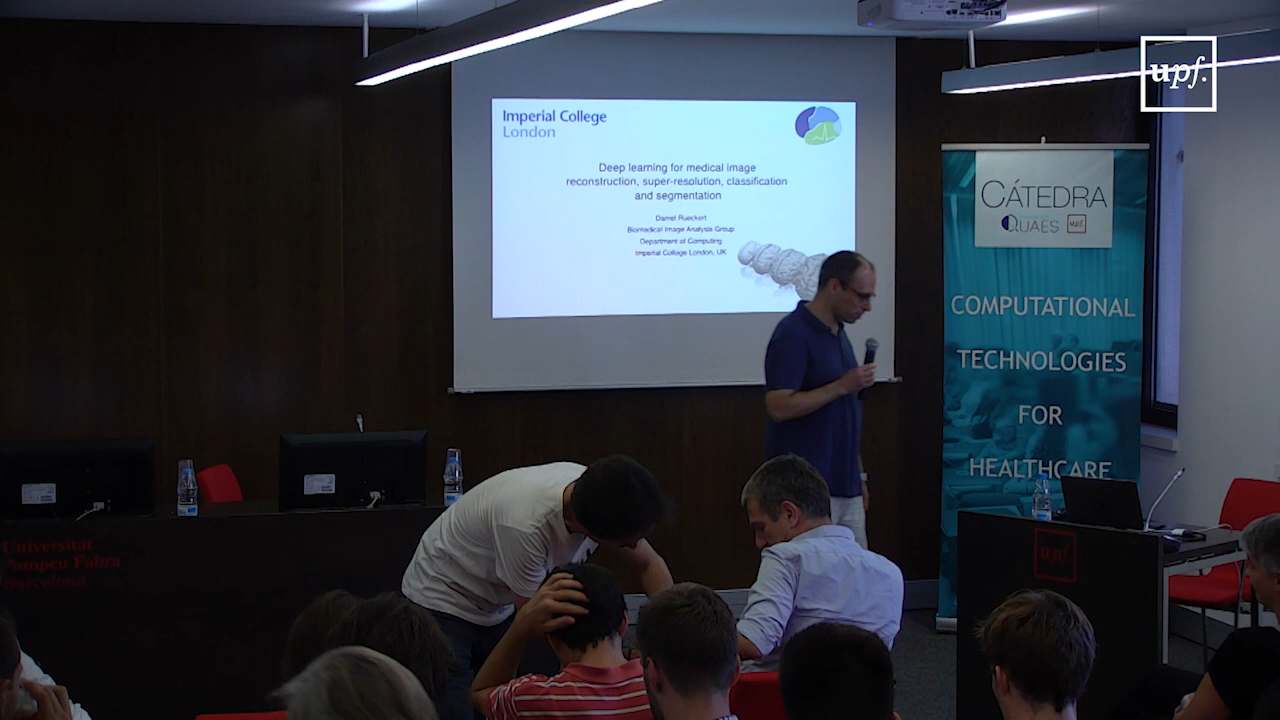 upf.
Imperial College
London
Deep learning for medical image
reconstruction, super-resolution, classification
and segmentation
Daniel Rueckert
Biomedical Image Analysis Group
Department of Computing
Imperial College London, UK
CÁTEDRA
QUAES
upf
COMPUTATIONAL
TECHNOLOGIES
FOR
HEALTHCARE
Universitat
Pompeu Fabra
Barcelona
upf.